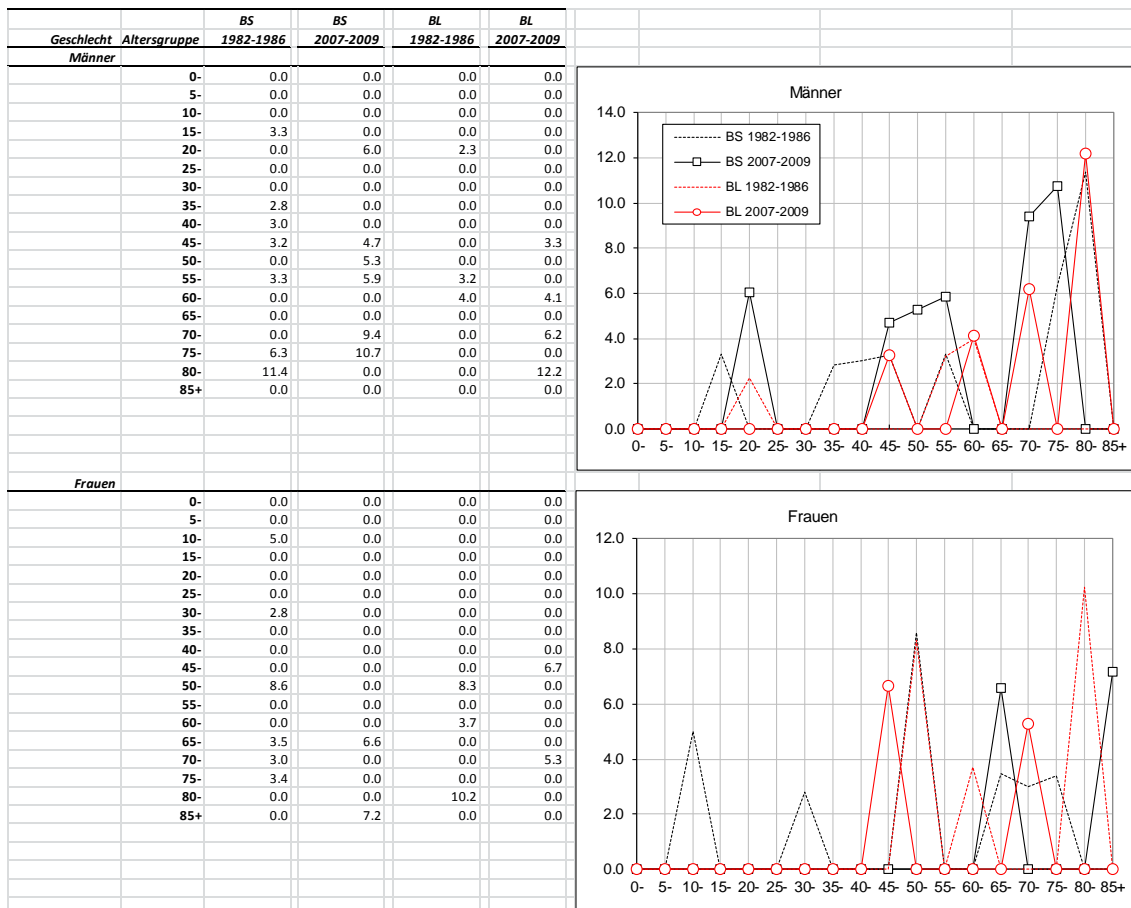 BS BS BL BL
Geschlecht Altersgruppe 1982-1986 2007-2009 1982-1986 2007-2009
Männer
0- 0.0 0.0 0.0 0.0
5- 0.0 0.0 0.0 0.0
10- 0.0 0.0 0.0 0.0
15- 3.3 0.0 0.0 0.0
20- 0.0 6.0 2.3 0.0
25- 0.0 0.0 0.0 0.0
30- 0.0 0.0 0.0 0.0
35- 2.8 0.0 0.0 0.0
40- 3.0 0.0 0.0 0.0
45- 3.2 4.7 0.0 3.3
50- 0.0 5.3 0.0 0.0
55- 3.3 5.9 3.2 0.0
60- 0.0 0.0 4.0 4.1
65- 0.0 0.0 0.0 0.0
70- 0.0 9.4 0.0 6.2
75- 6.3 10.7 0.0 0.0
80- 11.4 0.0 0.0 12.2
85+ 0.0 0.0 0.0 0.0
Männer
14.0
12.0
10.0
8.0
6.0
4.0
2.0
0.0
BS 1982-1986
BS 2007-2009
BL 1982-1986
BL 2007-2009
0- 5- 10- 15- 20- 25- 30- 35- 40- 45- 50- 55- 60- 65- 70- 75- 80- 85+
Frauen
0- 0.0 0.0 0.0 0.0
5- 0.0 0.0 0.0 0.0
10- 5.0 0.0 0.0 0.0
15- 0.0 0.0 0.0 0.0
20- 0.0 0.0 0.0 0.0
25- 0.0 0.0 0.0 0.0
30- 2.8 0.0 0.0 0.0
35- 0.0 0.0 0.0 0.0
40- 0.0 0.0 0.0 0.0
45- 0.0 0.0 0.0 6.7
50- 8.6 0.0 8.3 0.0
55- 0.0 0.0 0.0 0.0
60- 0.0 0.0 3.7 0.0
65- 3.5 6.6 0.0 0.0
70- 3.0 0.0 0.0 5.3
75- 3.4 0.0 0.0 0.0
80- 0.0 0.0 10.2 0.0
85+ 0.0 7.2 0.0 0.0
Frauen
12.0
10.0
8.0
6.0
4.0
2.0
0.0
0- 5- 10- 15- 20- 25- 30- 35- 40- 45- 50- 55- 60- 65- 70- 75- 80- 85+